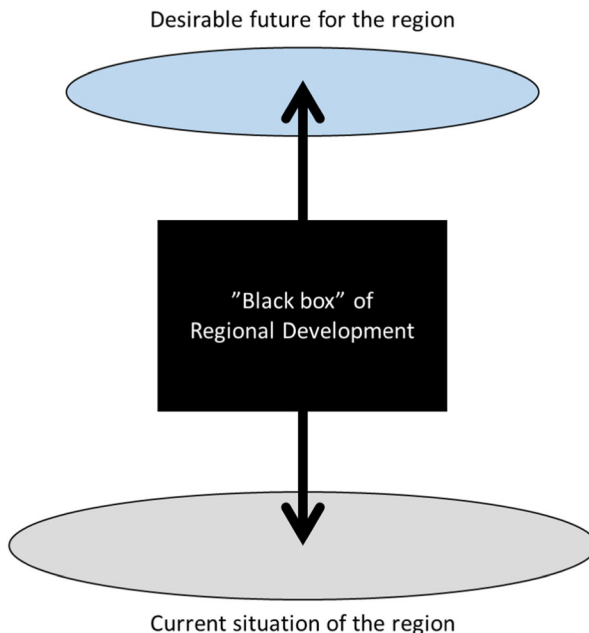 Desirable future for the region
”Black box” of
Regional Development
Current situation of the region